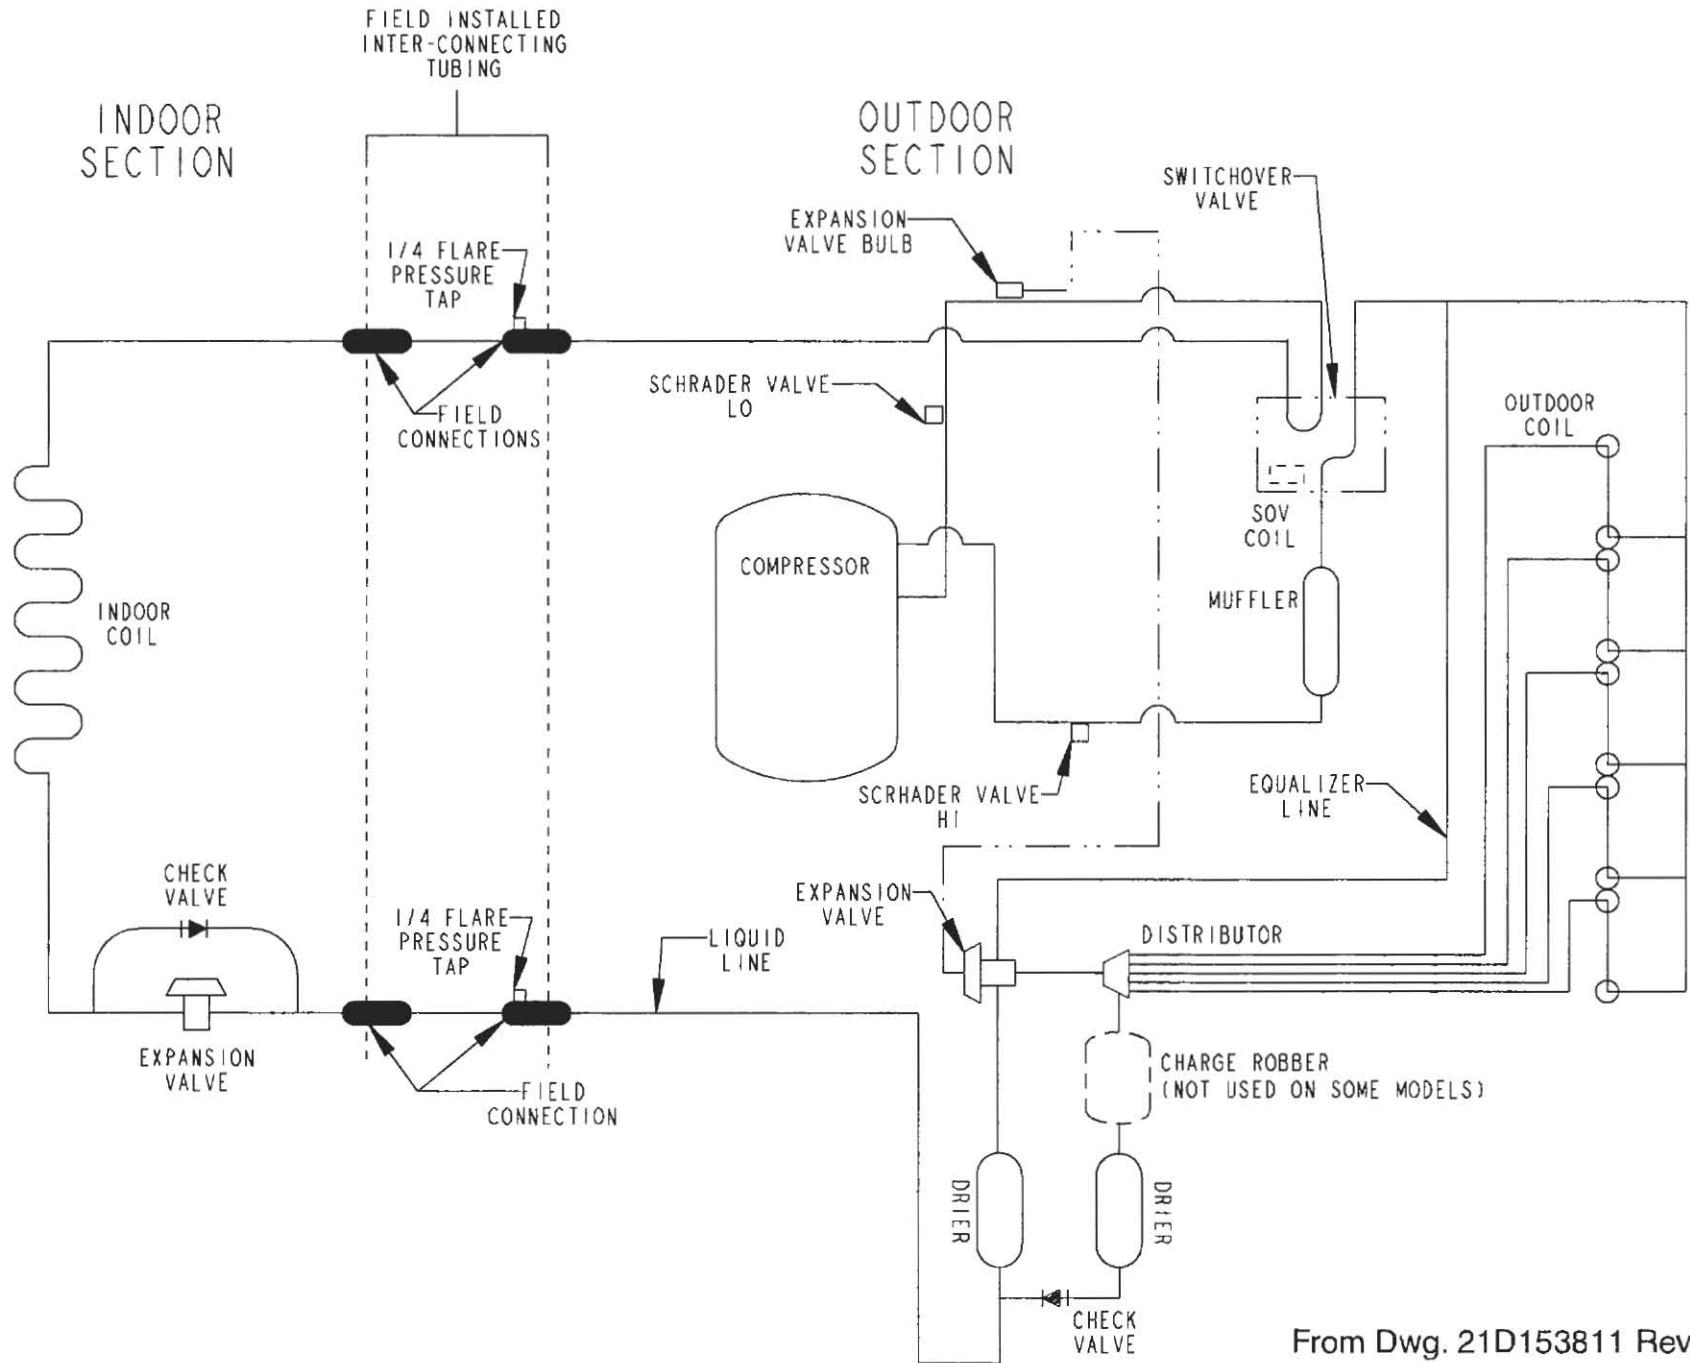 FIELD INSTALLED
INTER-CONNECTING
TUBING
INDOOR
SECTION
OUTDOOR
SECTION
SWITCHOVER
VALVE
EXPANSION
VALVE BULB
1/4 FLARE
PRESSURE
TAP
SCHRADER VALVE
LO
FIELD
CONNECTIONS
OUTDOOR
COIL
SOV
COIL
COMPRESSOR
MUFFLER
INDOOR
COIL
SCRHADER VALVE
HI
EQUALIZER
LINE
CHECK
VALVE
EXPANSION
VALVE
1/4 FLARE
PRESSURE
TAP
LIQUID
LINE
DISTRIBUTOR
EXPANSION
VALVE
FIELD
CONNECTION
CHARGE ROBBER
(NOT USED ON SOME MODELS)
DRIER
DRIER
CHECK
VALVE
From Dwg. 21D153811 Rev